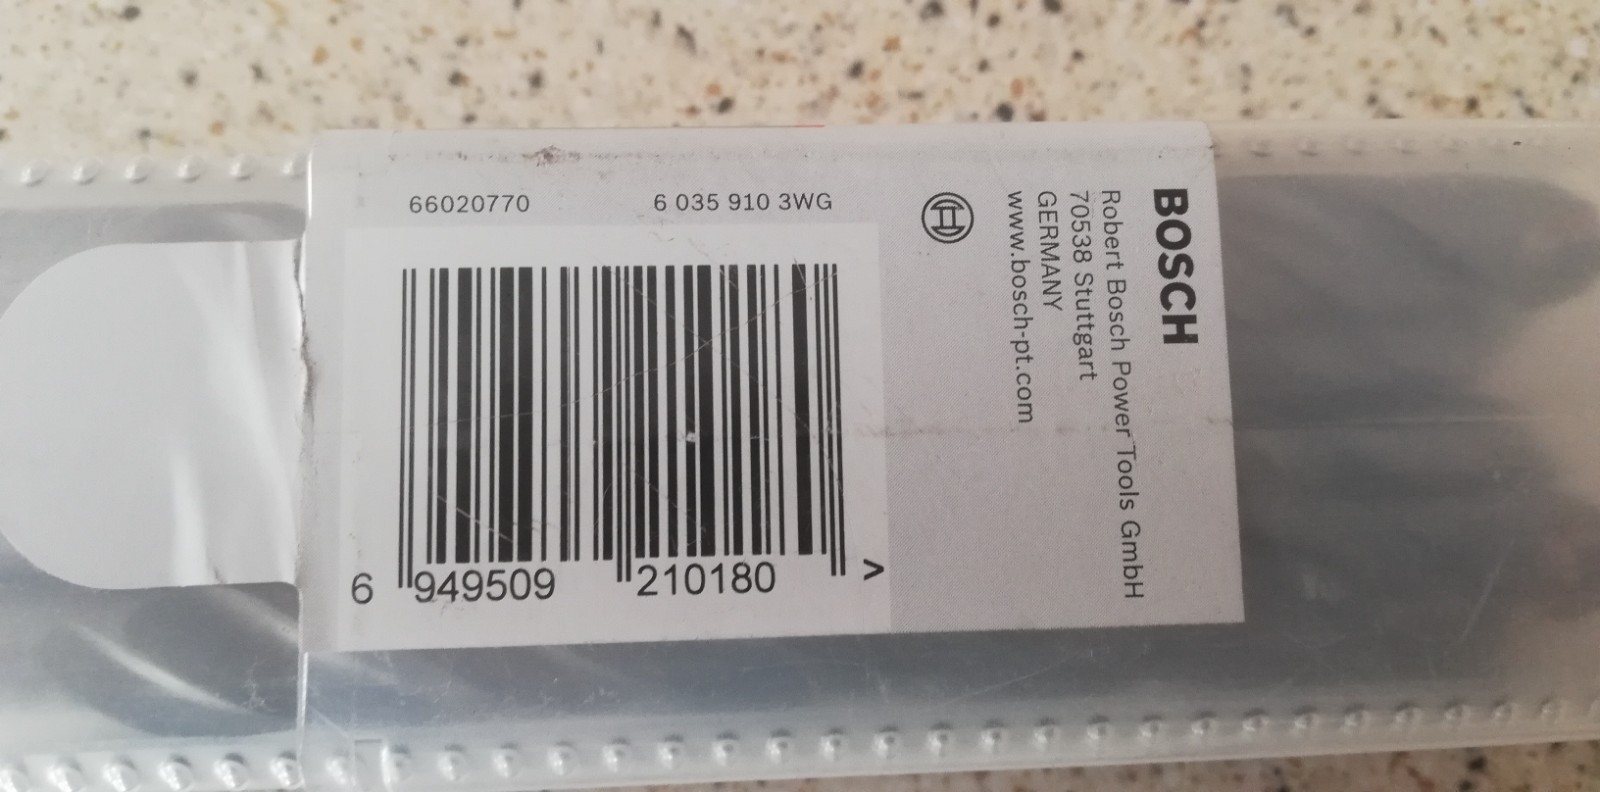 66020770 6 035 910 3WG
6 949509 210180 >
BOSCH
Robert Bosch Power Tools GmbH
70538 Stuttgart
GERMANY
www.bosch-pt.com